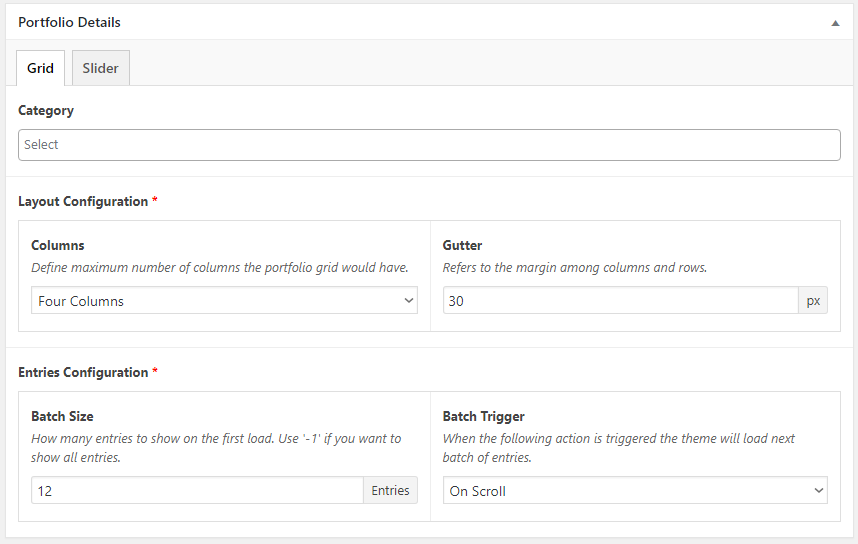 Portfolio Details
Grid
Slider
Category
Select
Layout Configuration *
Columns
Define maximum number of columns the portfolio grid would have.
Four Columns
Gutter
Refers to the margin among columns and rows.
30
px
Entries Configuration *
Batch Size
How many entries to show on the first load. Use '-1' if you want to
show all entries.
12
Entries
Batch Trigger
When the following action is triggered the theme will load next
batch of entries.
On Scroll